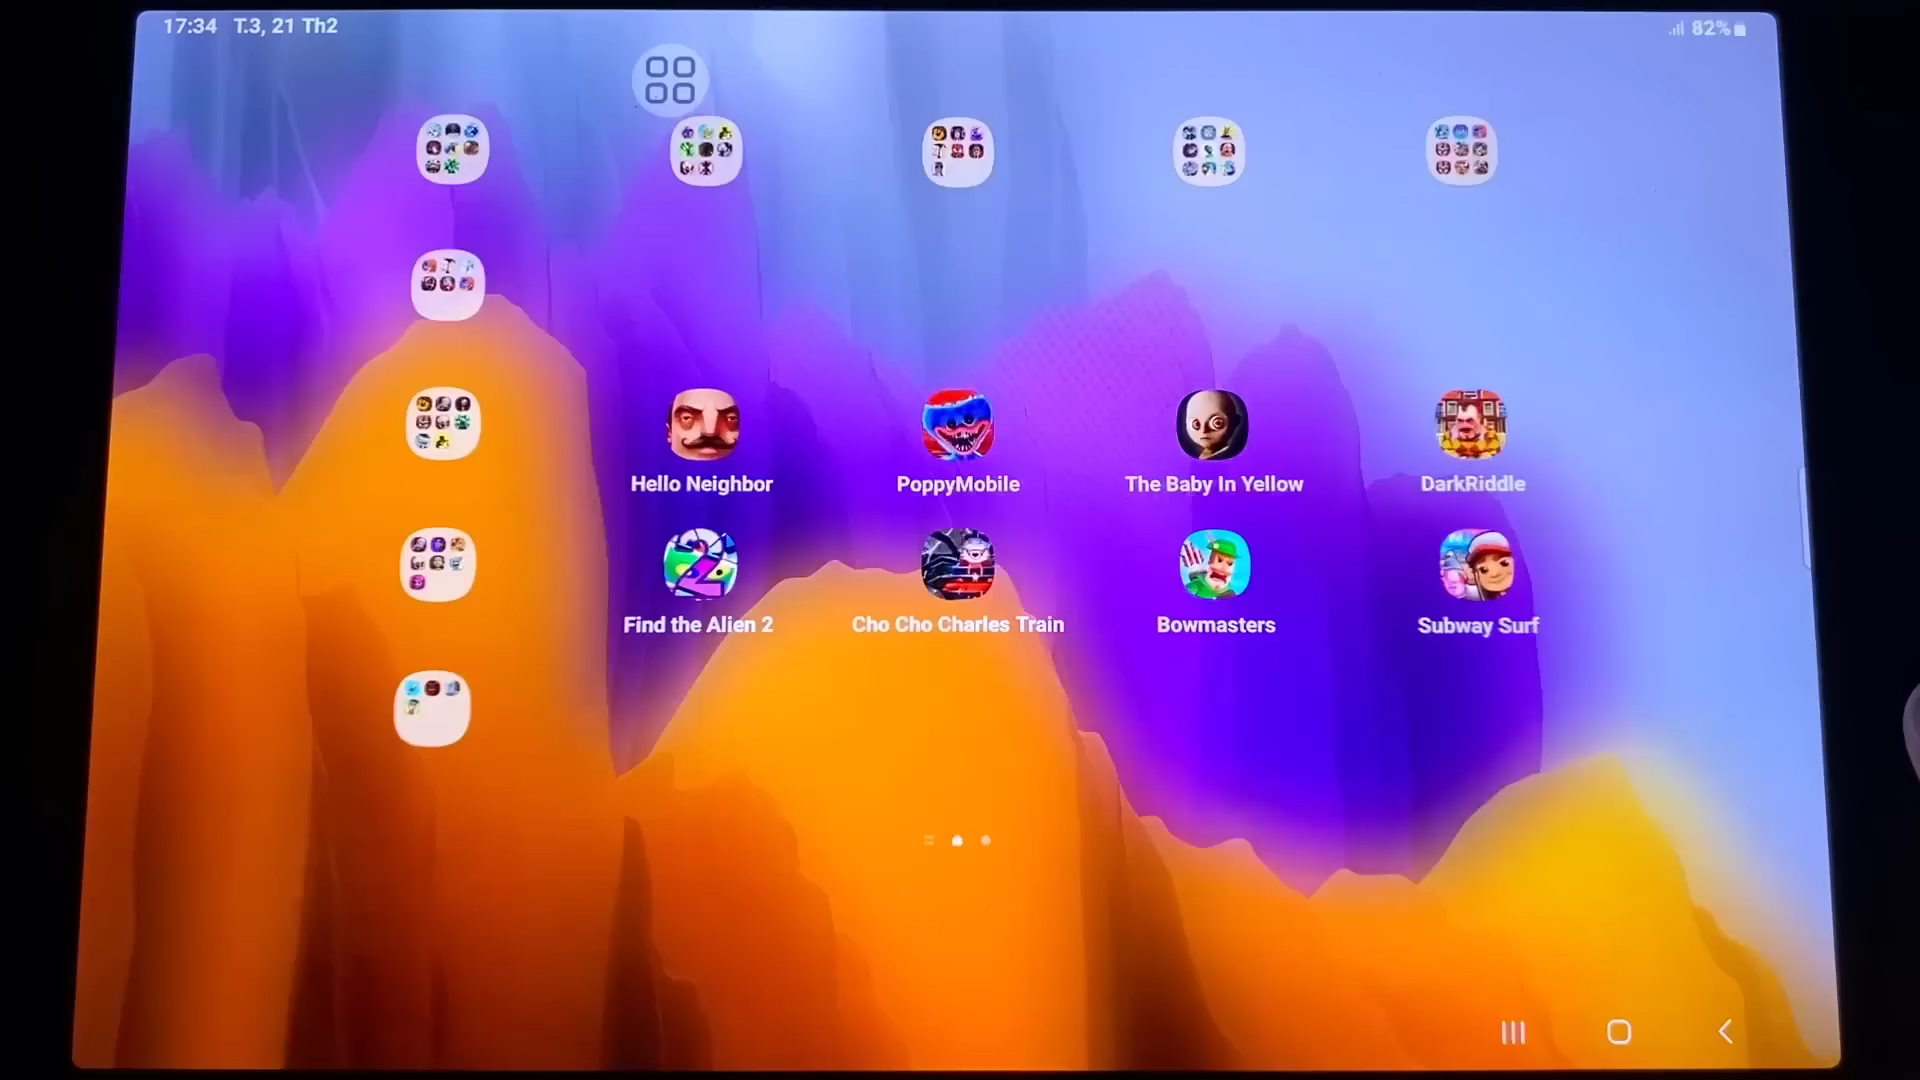 17:34 T.3, 21 Th2
82%
Hello Neighbor
PoppyMobile
The Baby In Yellow
DarkRiddle
Find the Alien 2
Cho Cho Charles Train
Bowmasters
Subway Surf